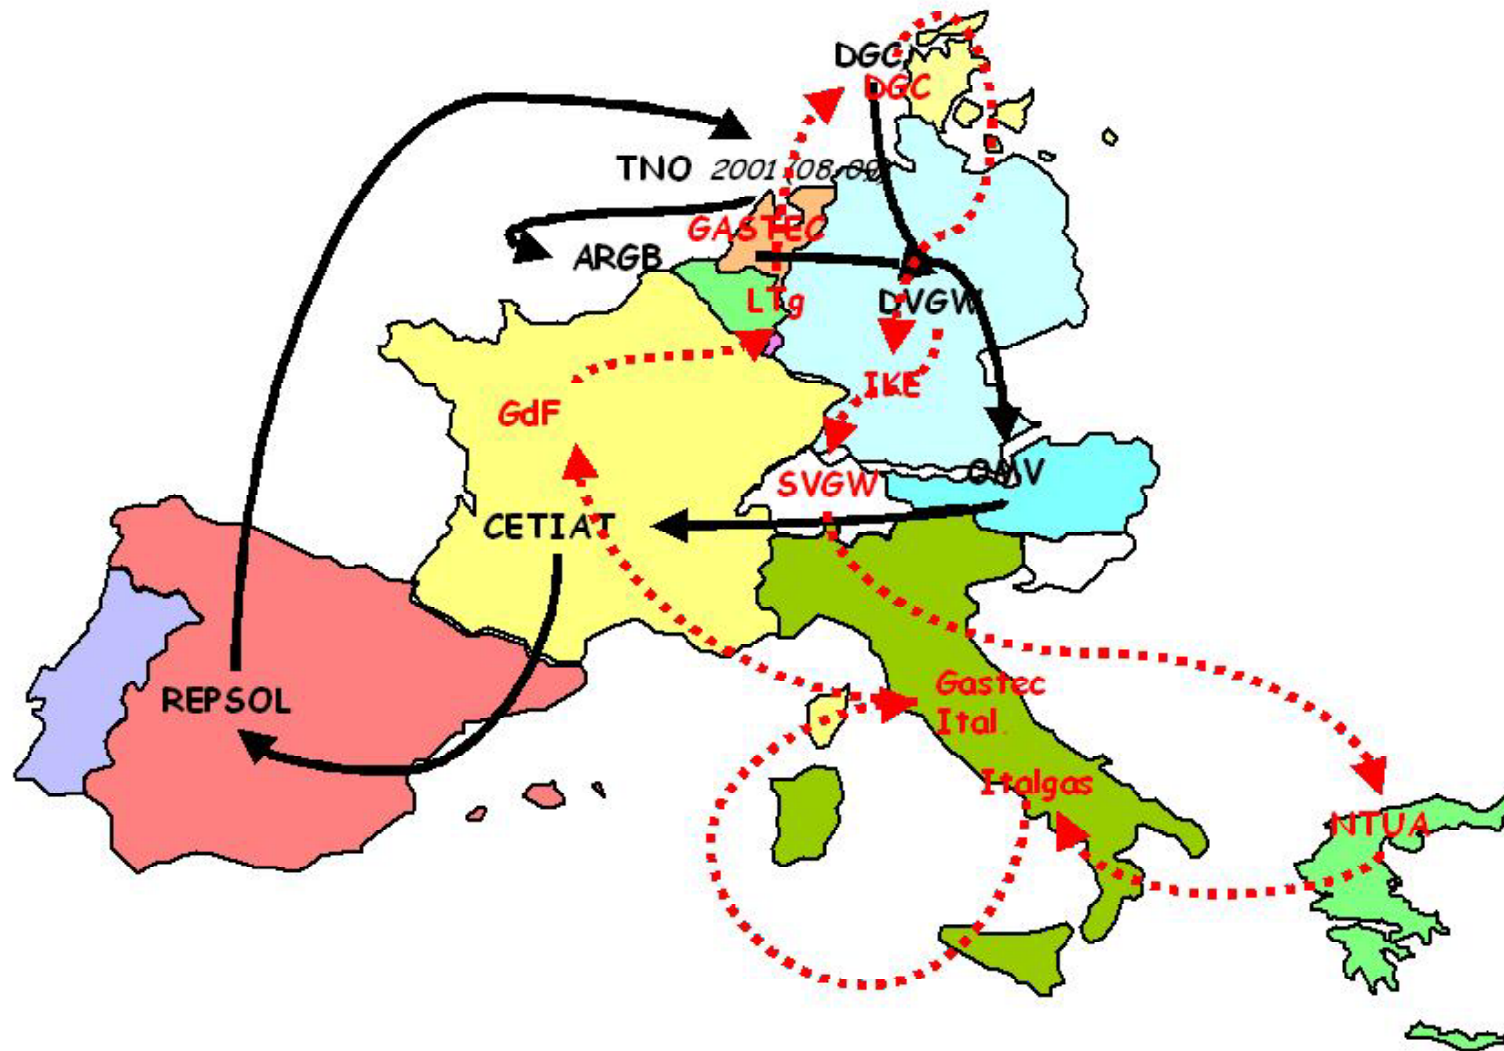 DGC
DGC
TNO 2001 (08-09)
GASTEC
ARGB
LTg
DVGW
IKE
GdF
SVGW
OMV
CETIAT
REPSOL
Gastec
Ital.
Italgas
NTUA